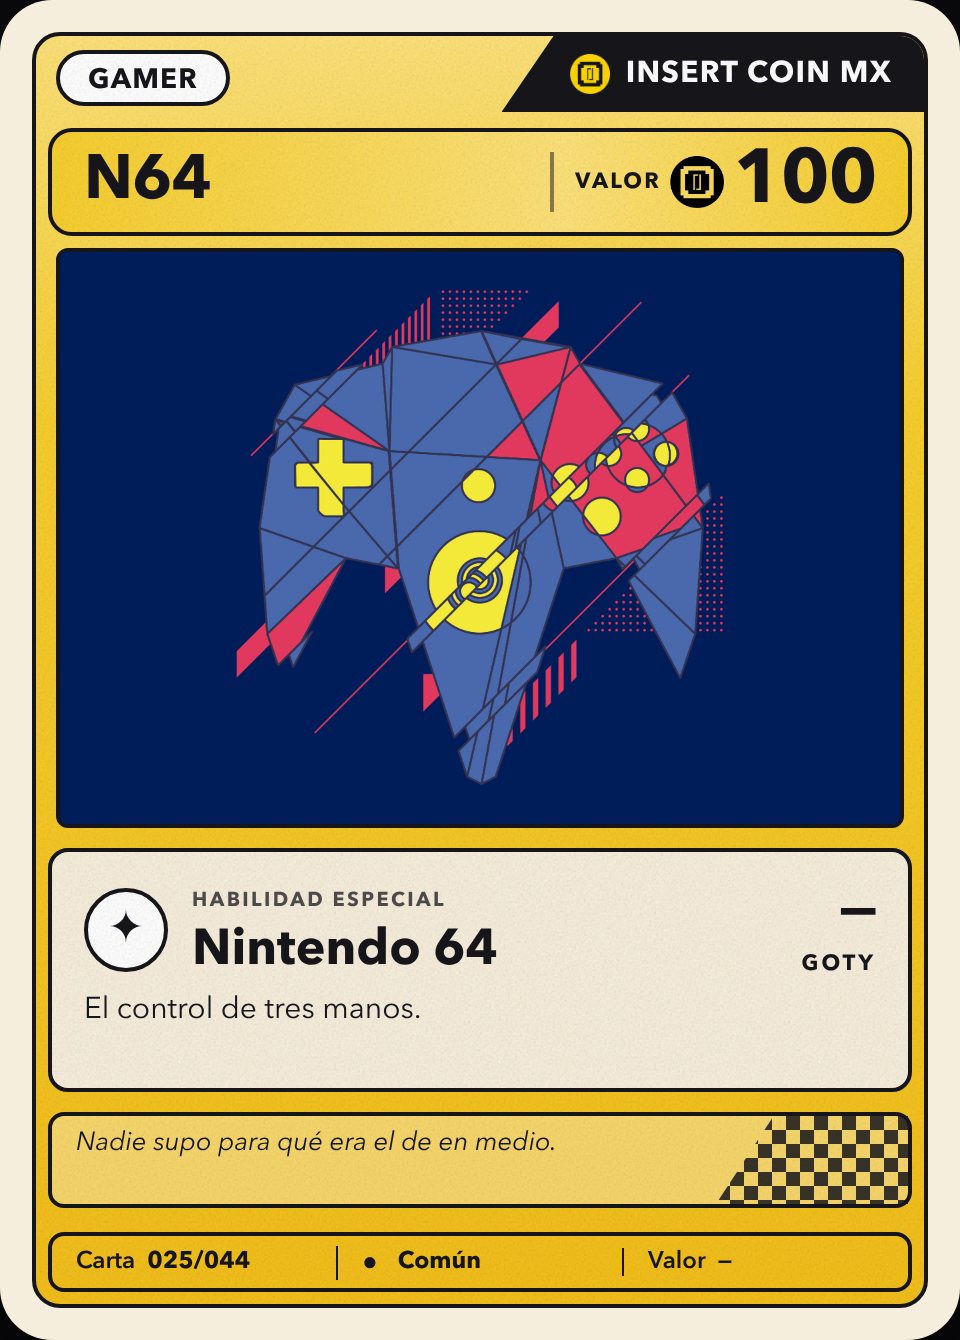 GAMER
INSERT COIN MX
N64
VALOR 100
HABILIDAD ESPECIAL
Nintendo 64
–
GOTY
El control de tres manos.
Nadie supo para qué era el de en medio.
Carta 025/044 • Común Valor –